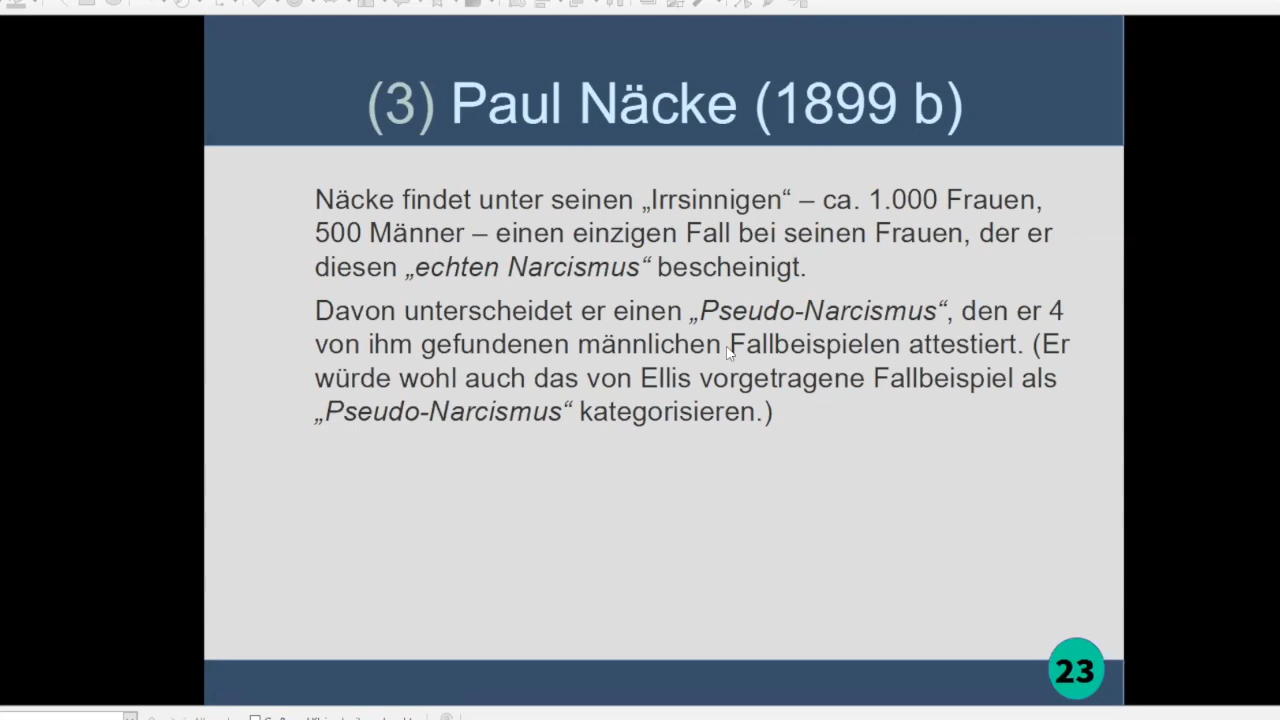 (3) Paul Näcke (1899 b)
Näcke findet unter seinen „Irrsinnigen“ – ca. 1.000 Frauen,
500 Männer – einen einzigen Fall bei seinen Frauen, der er
diesen „echten Narcismus“ bescheinigt.
Davon unterscheidet er einen „Pseudo-Narcismus“, den er 4
von ihm gefundenen männlichen Fallbeispielen attestiert. (Er
würde wohl auch das von Ellis vorgetragene Fallbeispiel als
„Pseudo-Narcismus“ kategorisieren.)
23